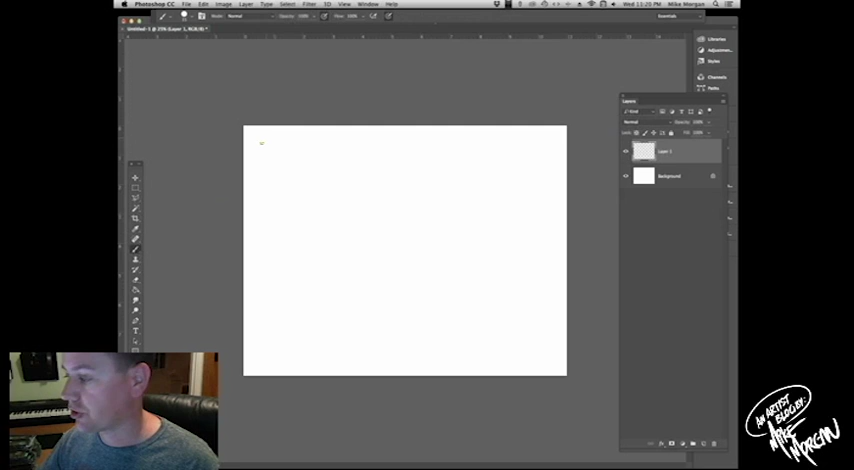 Photoshop CC File Edit Image Layer Type Select Filter 3D View Window Help Wed 11:20 PM Mike Morgan
Mode: Normal Opacity: 100% Flow: 100% Essentials
Untitled-1 @ 25% (Layer 1, RGB/8) *
Libraries
Adjustmen...
Styles
Channels
Paths
Layers
Kind
Normal Opacity: 100%
Lock: Fill: 100%
Layer 1
Background
AN ARTIST
BLOG BY:
MIKE
MORGAN